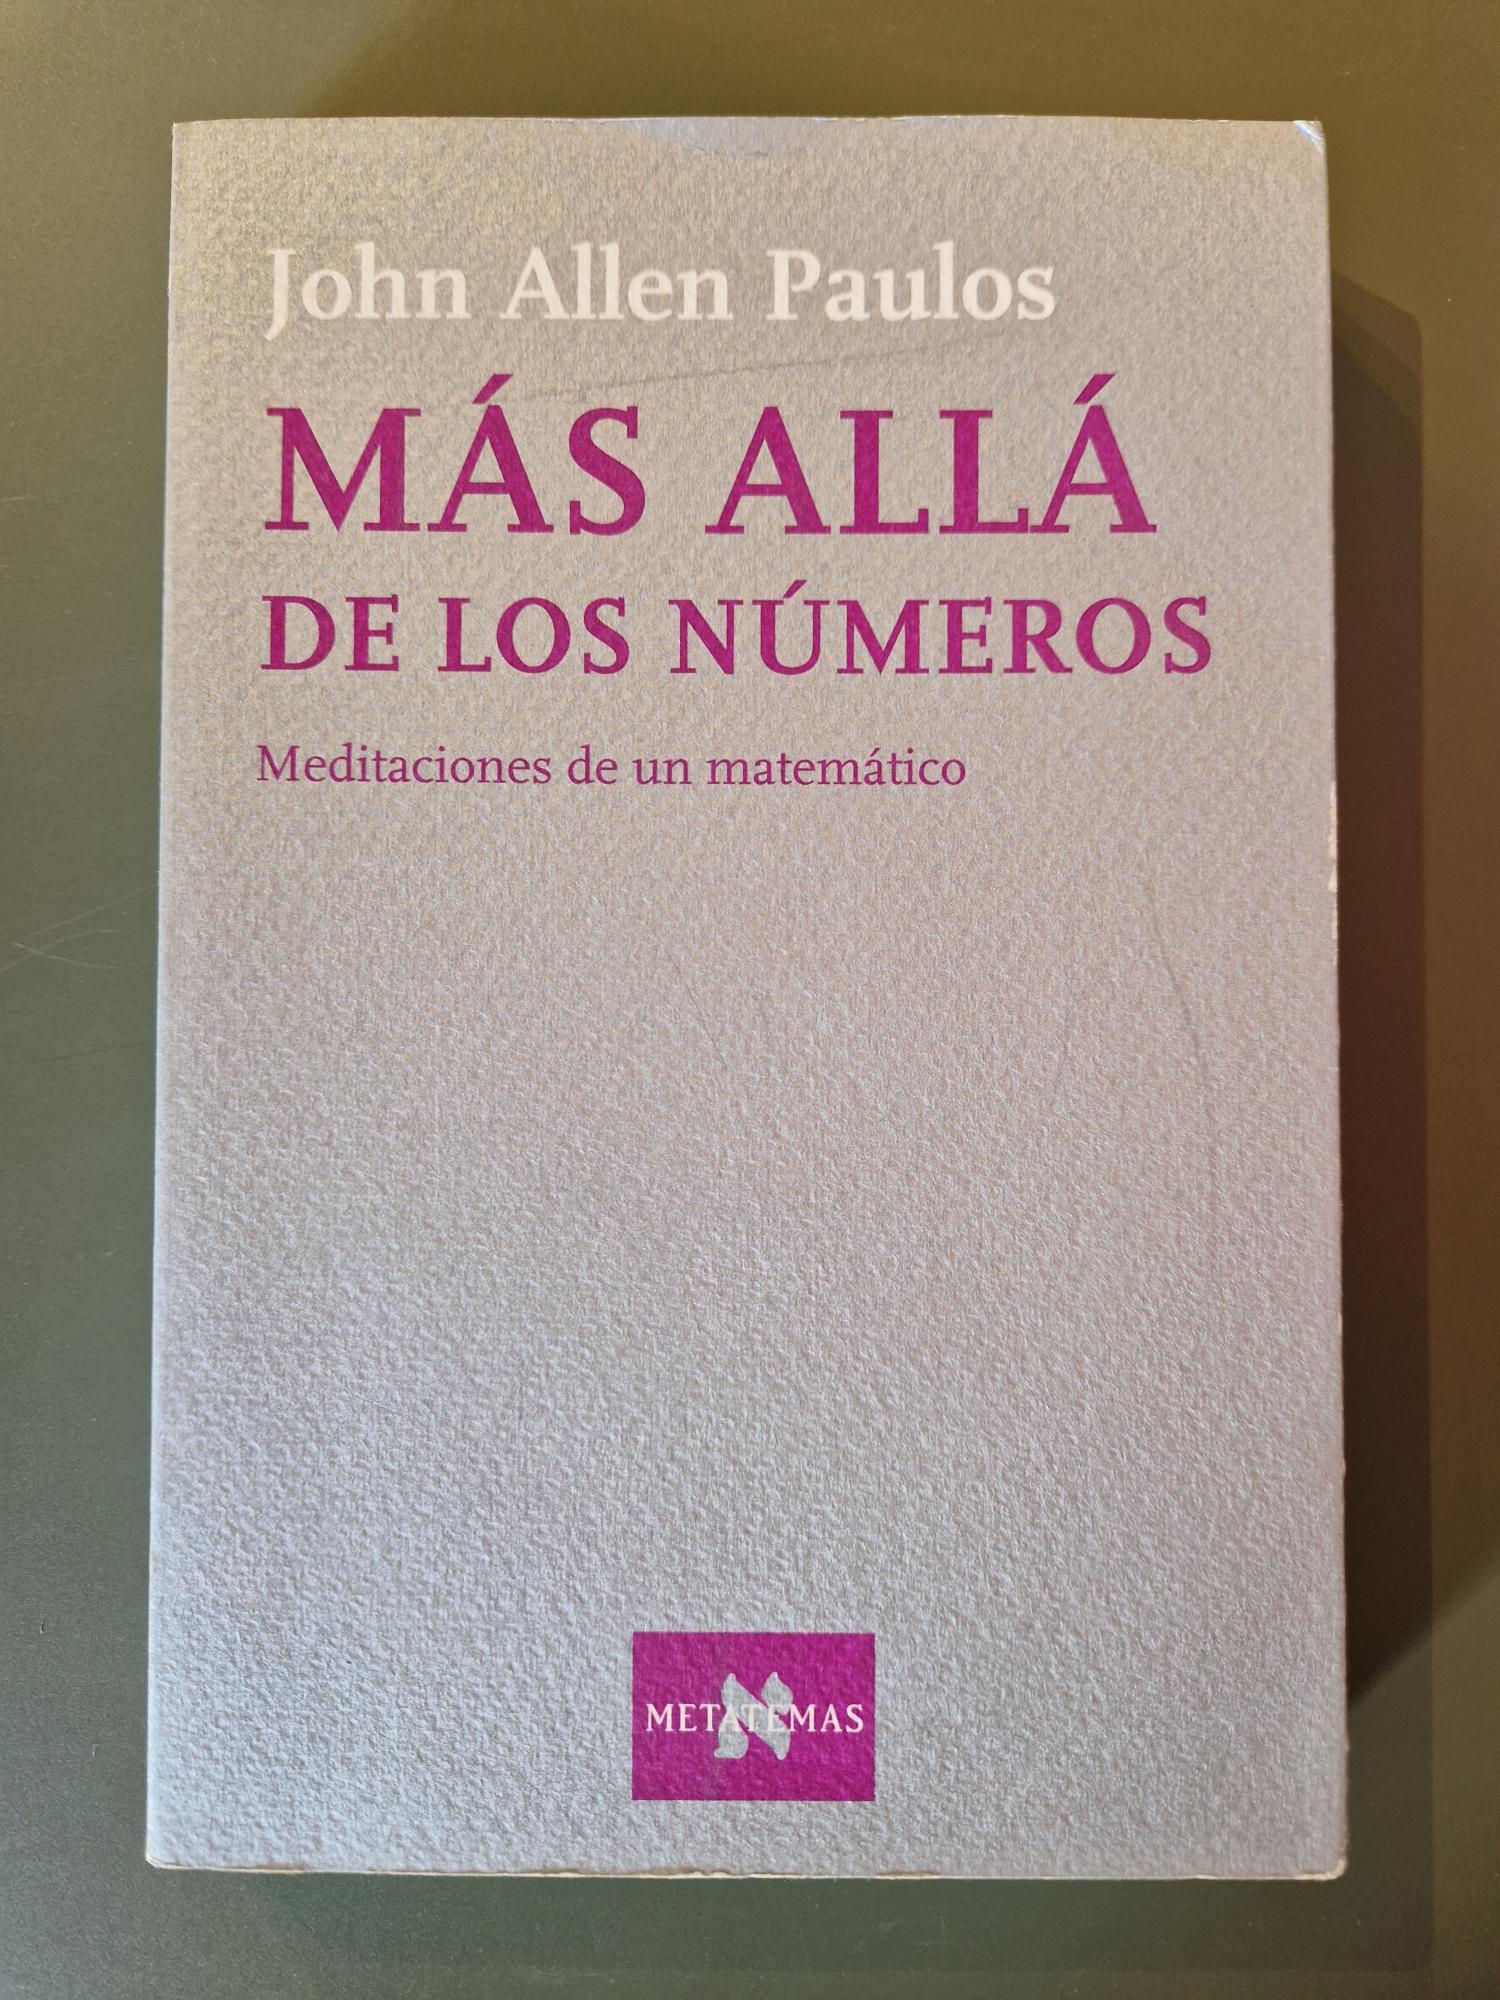 John Allen Paulos
MÁS ALLÁ
DE LOS NÚMEROS
Meditaciones de un matemático
METATEMAS